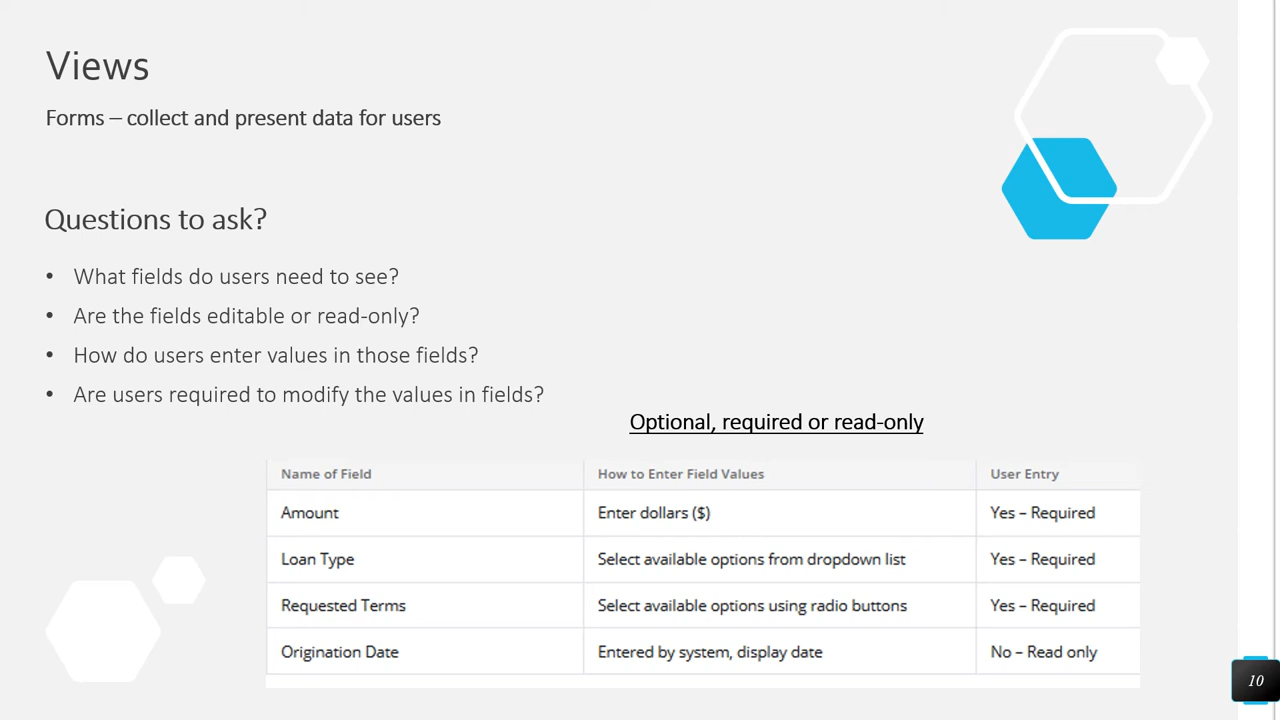 Views
Forms – collect and present data for users
Questions to ask?
• What fields do users need to see?
• Are the fields editable or read-only?
• How do users enter values in those fields?
• Are users required to modify the values in fields?
Optional, required or read-only
Name of Field How to Enter Field Values User Entry
Amount Enter dollars ($) Yes – Required
Loan Type Select available options from dropdown list Yes – Required
Requested Terms Select available options using radio buttons Yes – Required
Origination Date Entered by system, display date No – Read only
10